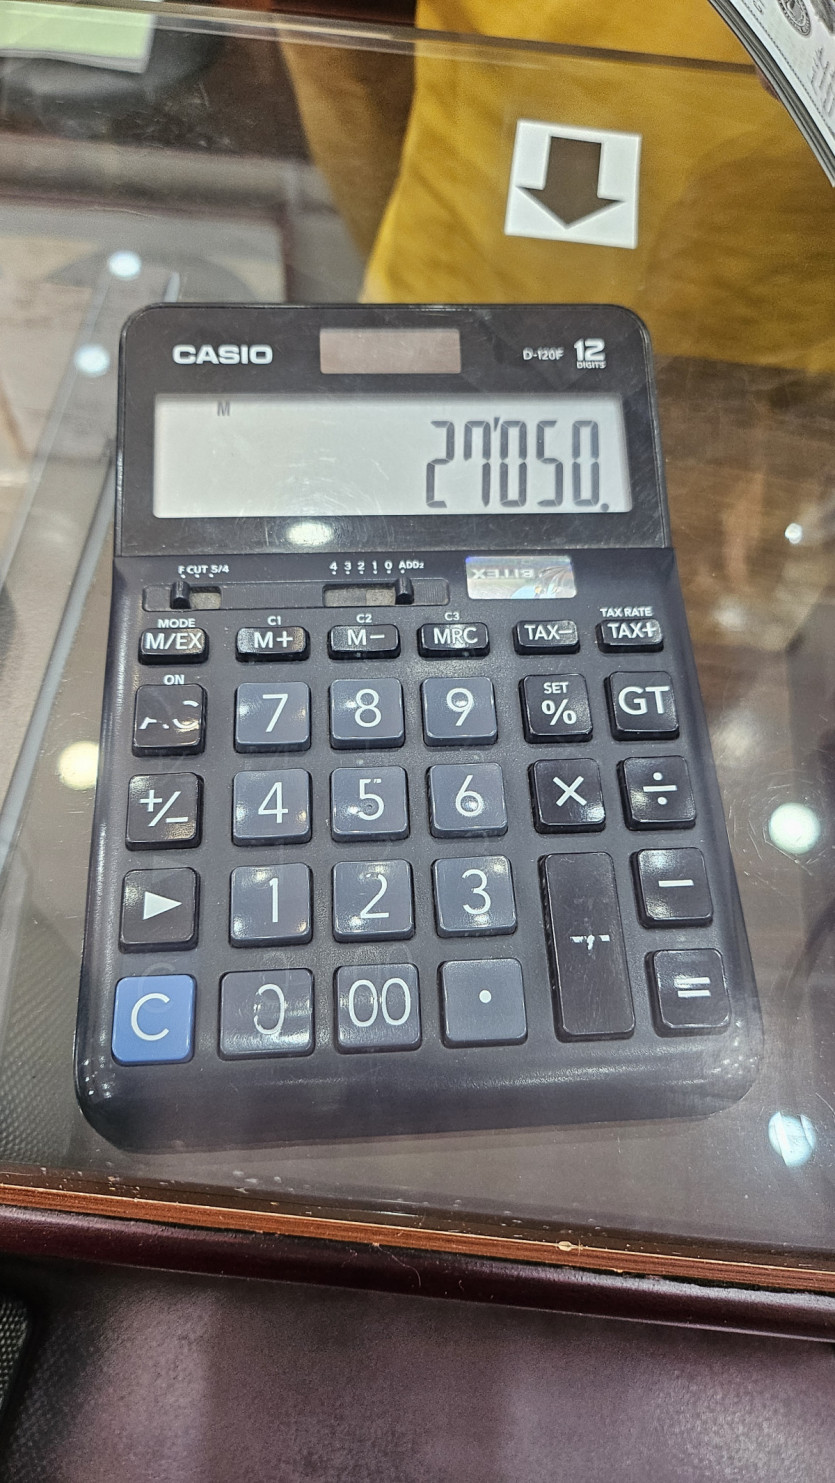 CASIO D-120F 12
DIGITS
M
27'050.
F CUT 5/4 4 3 2 1 0 ADD₂
BITEX
MODE C1 C2 C3 TAX RATE
M/EX M+ M− MRC TAX− TAX+
ON SET
AC 7 8 9 % GT
+/− 4 5 6 × ÷
▶ 1 2 3 + −
C 0 00 . =